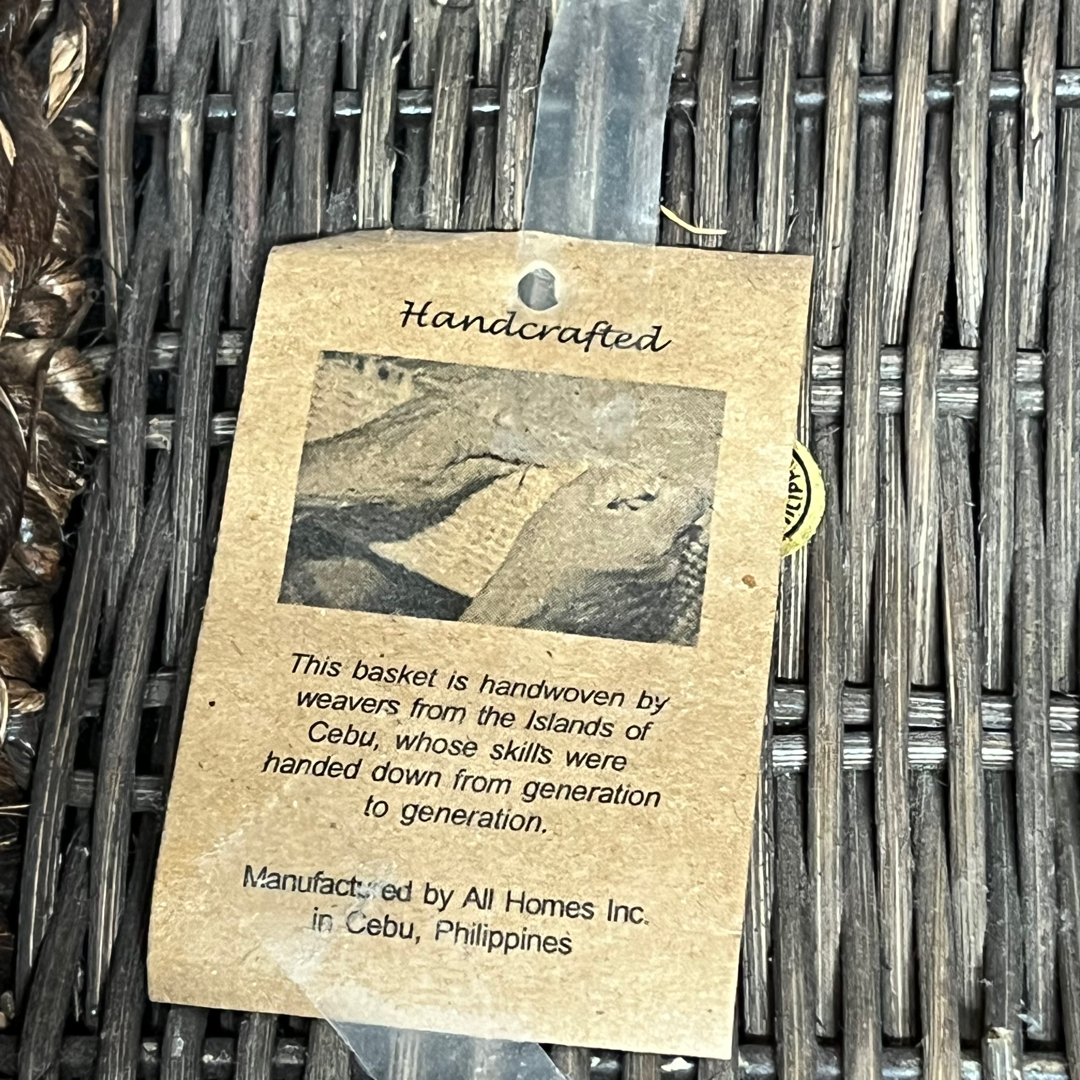 Handcrafted
This basket is handwoven by
weavers from the Islands of
Cebu, whose skills were
handed down from generation
to generation.
Manufactured by All Homes Inc.
in Cebu, Philippines